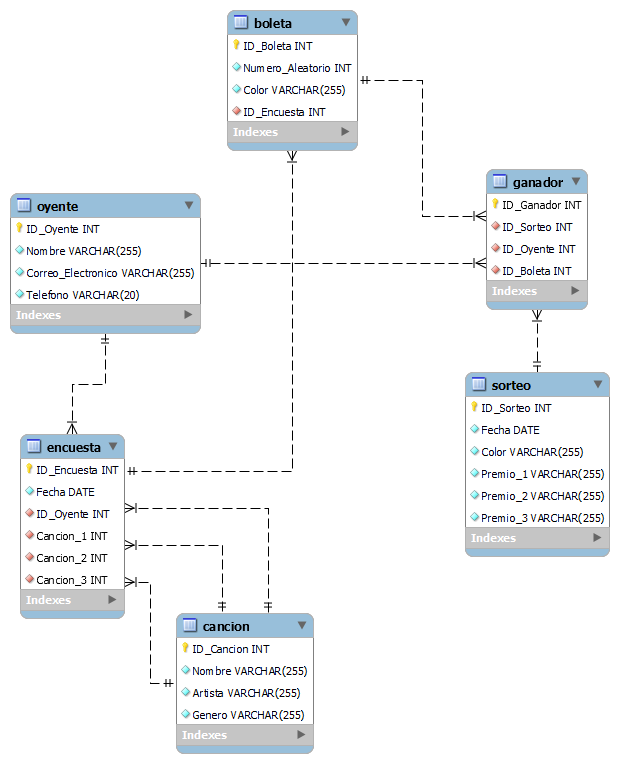 boleta
ID_Boleta INT
Numero_Aleatorio INT
Color VARCHAR(255)
ID_Encuesta INT
Indexes
ganador
ID_Ganador INT
ID_Sorteo INT
ID_Oyente INT
ID_Boleta INT
Indexes
oyente
ID_Oyente INT
Nombre VARCHAR(255)
Correo_Electronico VARCHAR(255)
Telefono VARCHAR(20)
Indexes
sorteo
ID_Sorteo INT
Fecha DATE
Color VARCHAR(255)
Premio_1 VARCHAR(255)
Premio_2 VARCHAR(255)
Premio_3 VARCHAR(255)
Indexes
encuesta
ID_Encuesta INT
Fecha DATE
ID_Oyente INT
Cancion_1 INT
Cancion_2 INT
Cancion_3 INT
Indexes
cancion
ID_Cancion INT
Nombre VARCHAR(255)
Artista VARCHAR(255)
Genero VARCHAR(255)
Indexes